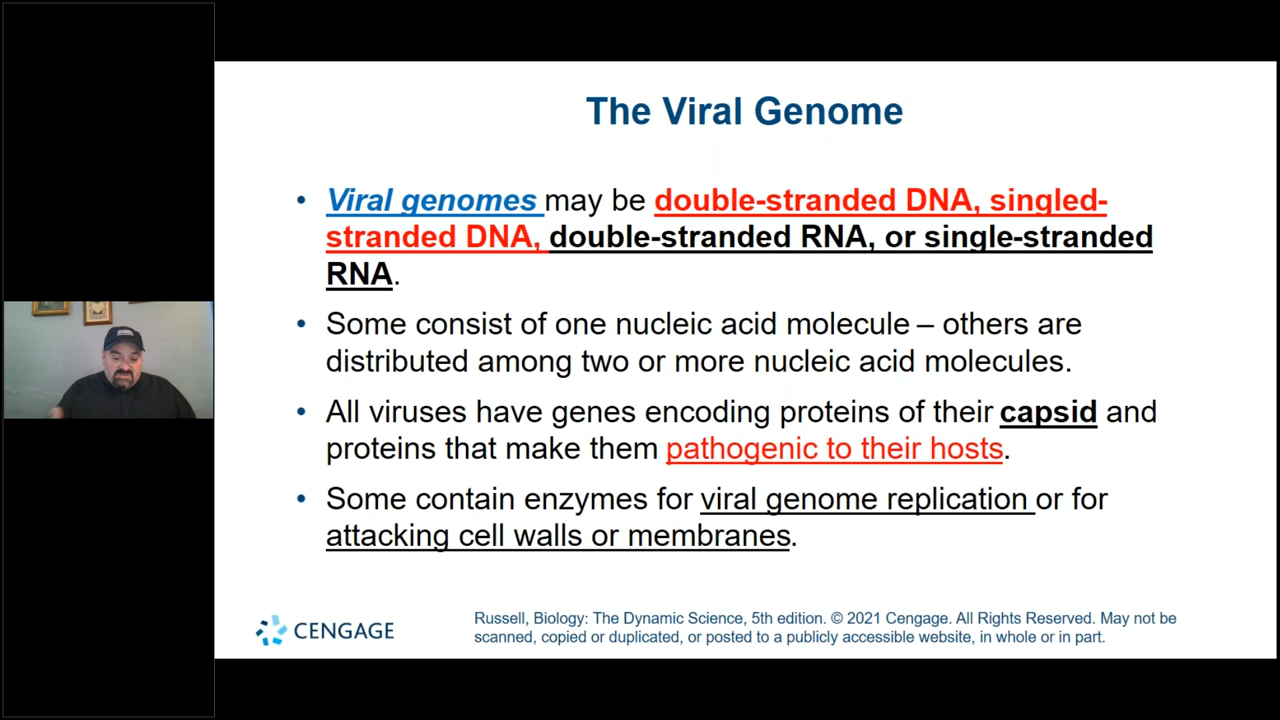 The Viral Genome
• Viral genomes may be double-stranded DNA, singled-
stranded DNA, double-stranded RNA, or single-stranded
RNA.
• Some consist of one nucleic acid molecule – others are
distributed among two or more nucleic acid molecules.
• All viruses have genes encoding proteins of their capsid and
proteins that make them pathogenic to their hosts.
• Some contain enzymes for viral genome replication or for
attacking cell walls or membranes.
CENGAGE
Russell, Biology: The Dynamic Science, 5th edition. © 2021 Cengage. All Rights Reserved. May not be
scanned, copied or duplicated, or posted to a publicly accessible website, in whole or in part.